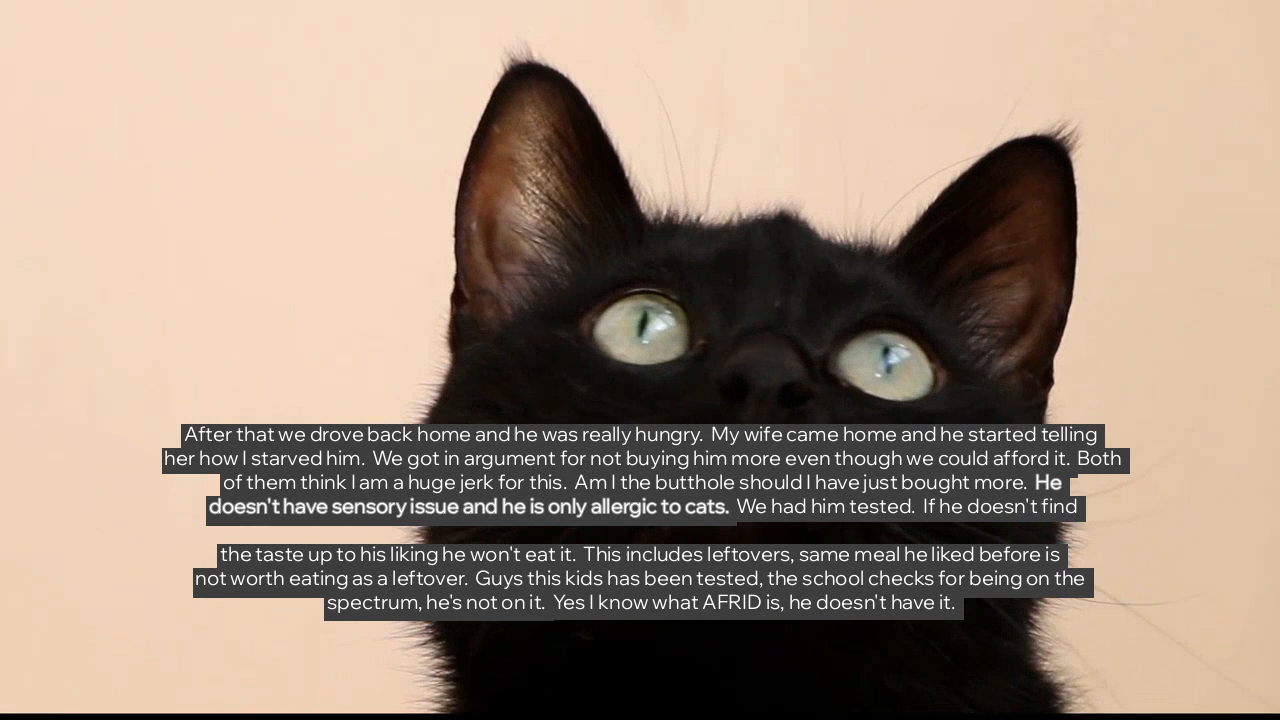 After that we drove back home and he was really hungry. My wife came home and he started telling
her how I starved him. We got in argument for not buying him more even though we could afford it. Both
of them think I am a huge jerk for this. Am I the butthole should I have just bought more. He
doesn't have sensory issue and he is only allergic to cats. We had him tested. If he doesn't find
the taste up to his liking he won't eat it. This includes leftovers, same meal he liked before is
not worth eating as a leftover. Guys this kids has been tested, the school checks for being on the
spectrum, he's not on it. Yes I know what AFRID is, he doesn't have it.